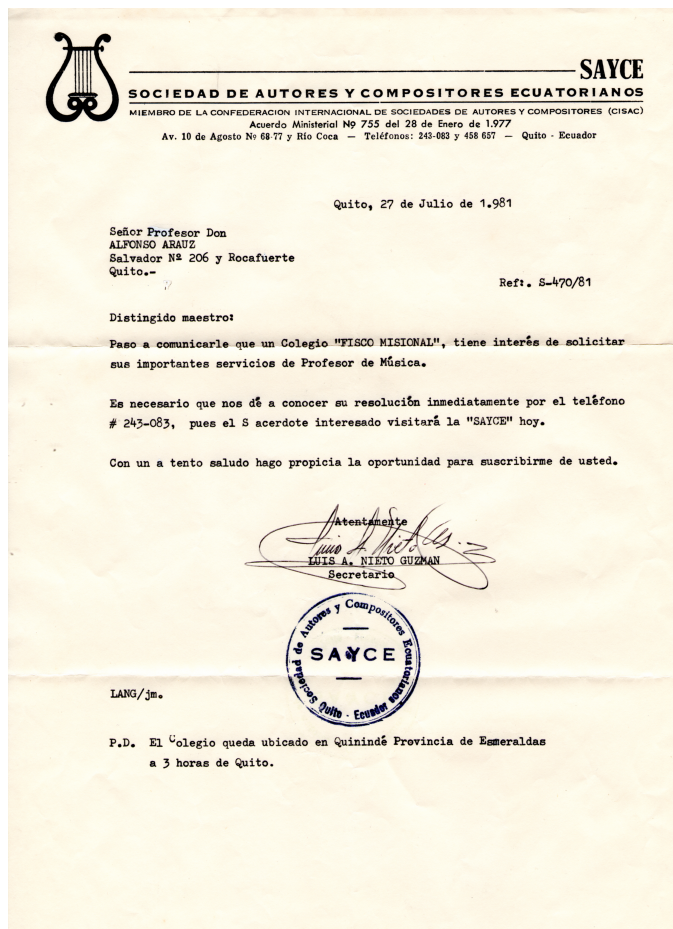 SAYCE
SOCIEDAD DE AUTORES Y COMPOSITORES ECUATORIANOS
MIEMBRO DE LA CONFEDERACION INTERNACIONAL DE SOCIEDADES DE AUTORES Y COMPOSITORES (CISAC)
Acuerdo Ministerial Nº 755 del 28 de Enero de 1.977
Av. 10 de Agosto Nº 68-77 y Río Coca — Teléfonos: 243-083 y 458 657 — Quito - Ecuador
Quito, 27 de Julio de 1.981
Señor Profesor Don
ALFONSO ARAUZ
Salvador Nº 206 y Rocafuerte
Quito.-
Ref:. S-470/81
Distingido maestro:
Paso a comunicarle que un Colegio "FISCO MISIONAL", tiene interés de solicitar
sus importantes servicios de Profesor de Música.
Es necesario que nos dé a conocer su resolución inmediatamente por el teléfono
# 243-083, pues el S acerdote interesado visitará la "SAYCE" hoy.
Con un a tento saludo hago propicia la oportunidad para suscribirme de usted.
Atentamente
LUIS A. NIETO GUZMAN
Secretario
Sociedad de Autores y Compositores Ecuatorianos
SAYCE
Quito - Ecuador
LANG/jm.
P.D. El Colegio queda ubicado en Quinindé Provincia de Esmeraldas
a 3 horas de Quito.